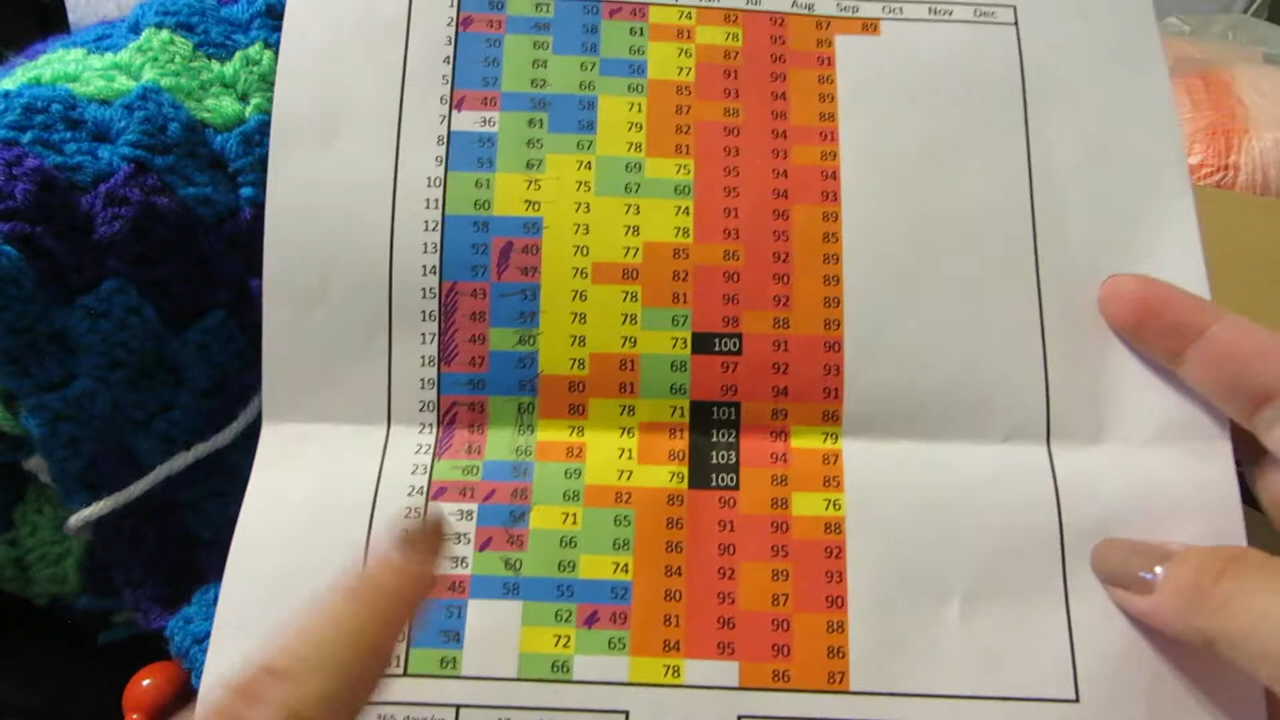 Jul Aug Sep Oct Nov Dec
1 50 61 50 45 74 82 92 87 89
2 43 58 58 61 81 78 95 89
3 50 60 58 66 76 87 96 91
4 56 64 67 56 77 91 99 86
5 57 62 66 60 85 93 94 89
6 46 56 58 71 87 88 98 88
7 36 61 58 79 82 90 94 91
8 55 65 67 78 81 93 93 89
9 53 67 74 69 75 95 94 94
10 61 75 75 67 60 95 94 93
11 60 70 73 73 74 91 96 89
12 58 55 73 78 78 93 95 85
13 52 40 70 77 85 86 92 89
14 57 47 76 80 82 90 90 89
15 43 53 76 78 81 96 92 89
16 48 57 78 78 67 98 88 89
17 49 60 78 79 73 100 91 90
18 47 57 78 81 68 97 92 93
19 50 53 80 81 66 99 94 91
20 43 60 80 78 71 101 89 86
21 46 69 78 76 81 102 90 79
22 44 66 82 71 80 103 94 87
23 60 57 69 77 79 100 88 85
24 41 48 68 82 89 90 88 76
25 38 54 71 65 86 91 90 88
35 45 66 68 86 90 95 92
36 60 69 74 84 92 89 93
45 58 55 52 80 95 87 90
51 62 49 81 96 90 88
54 72 65 84 95 90 86
61 66 78 86 87